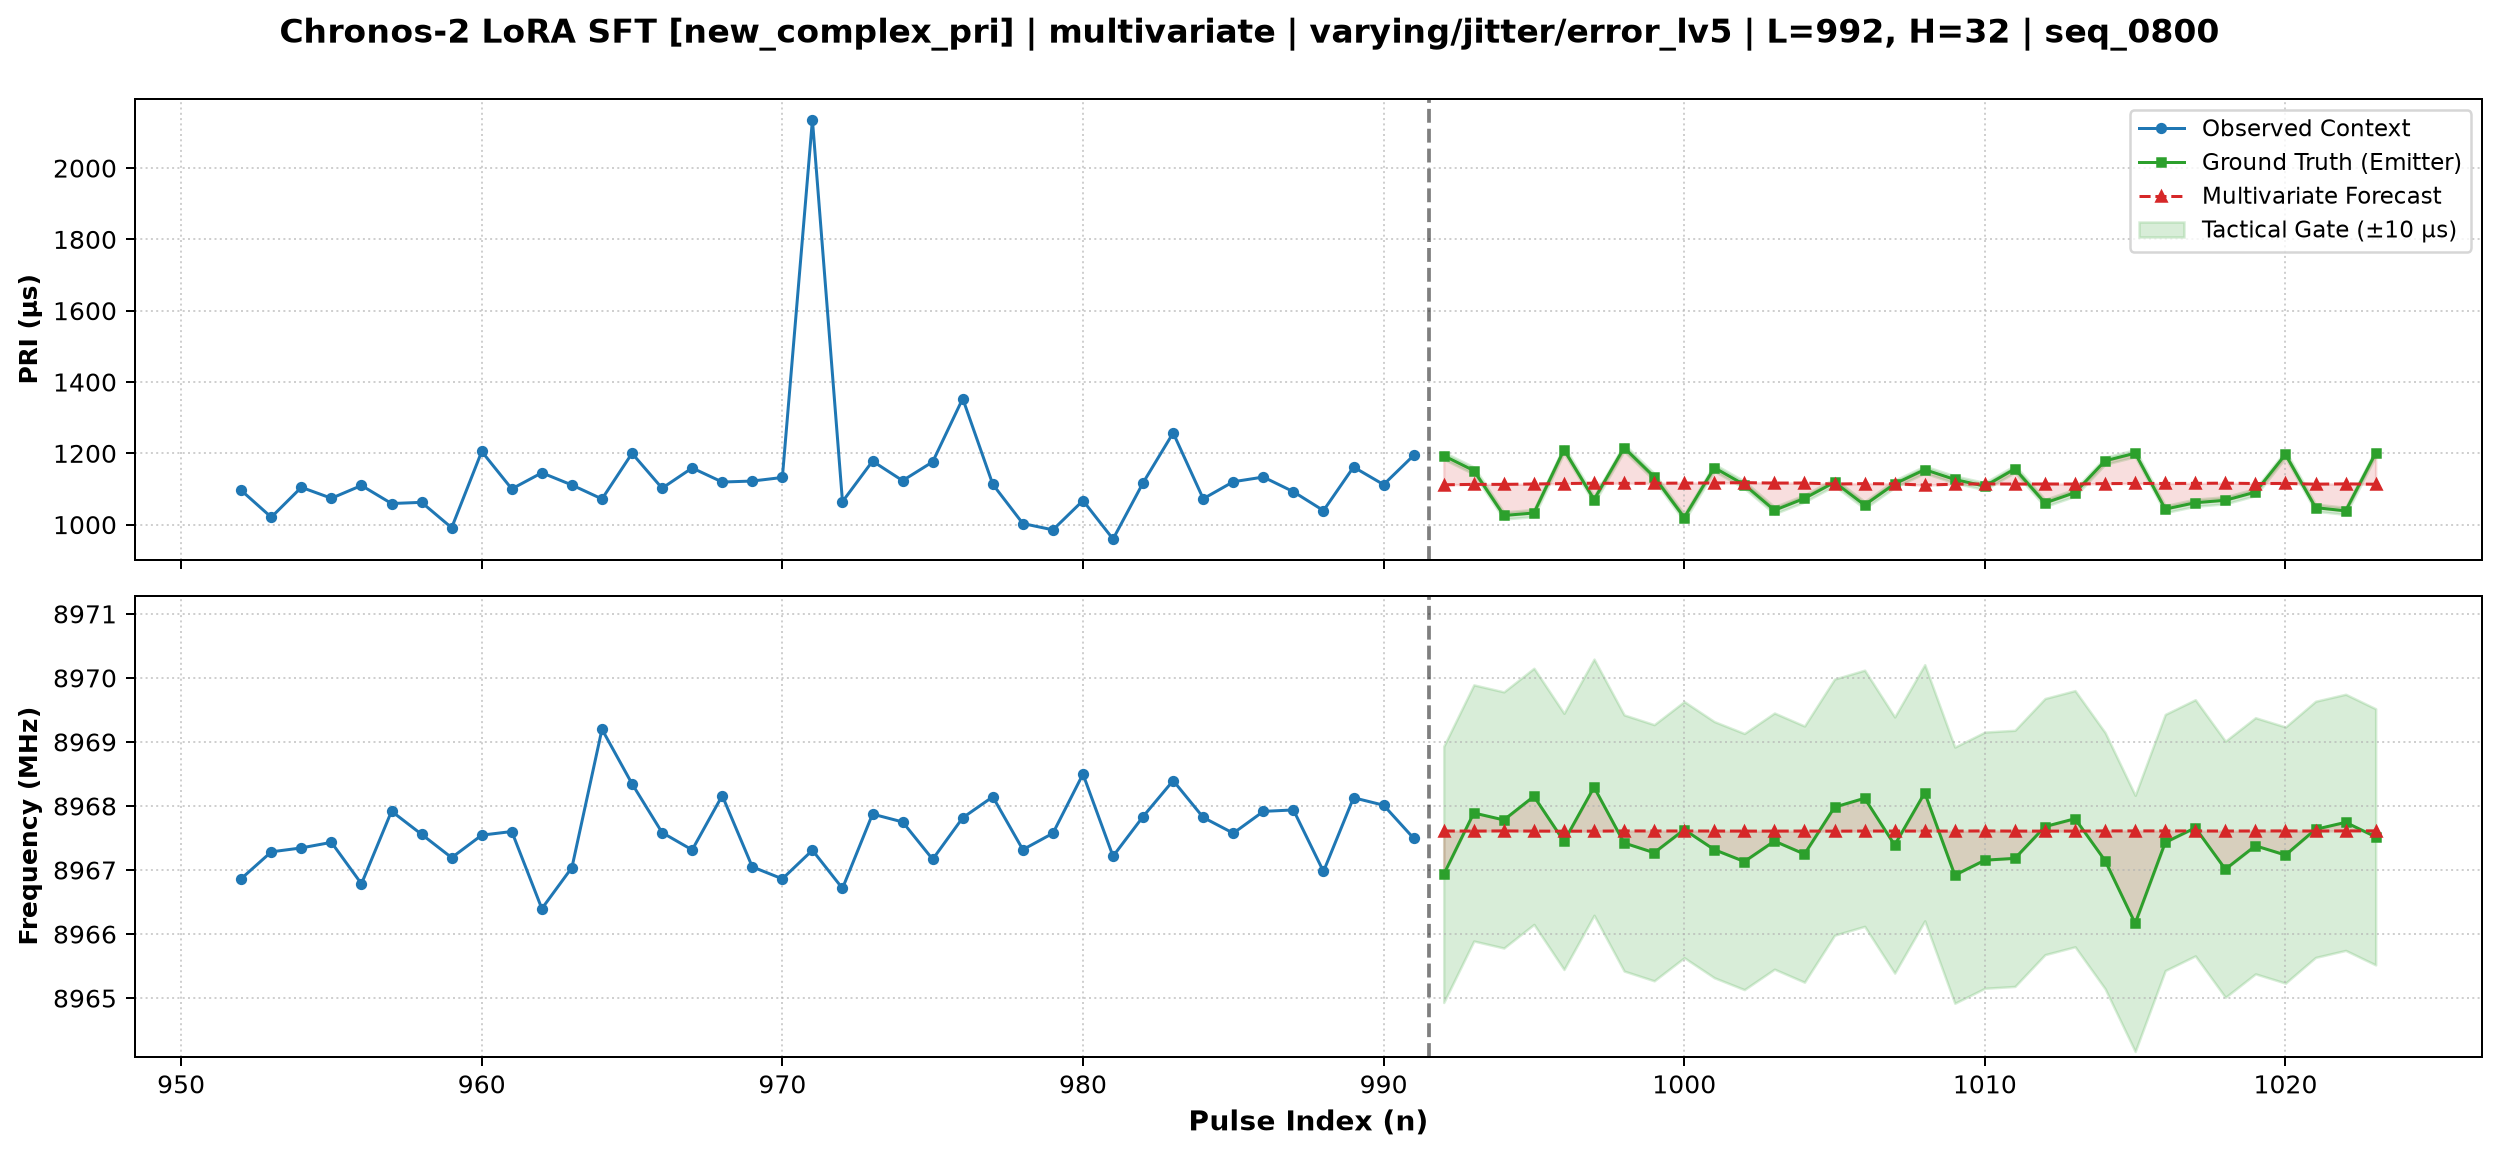 Chronos-2 LoRA SFT [new_complex_pri] | multivariate | varying/jitter/error_lv5 | L=992, H=32 | seq_0800
PRI (µs)
2000
1800
1600
1400
1200
1000
Observed Context
Ground Truth (Emitter)
Multivariate Forecast
Tactical Gate (±10 µs)
Frequency (MHz)
8971
8970
8969
8968
8967
8966
8965
950 960 970 980 990 1000 1010 1020
Pulse Index (n)